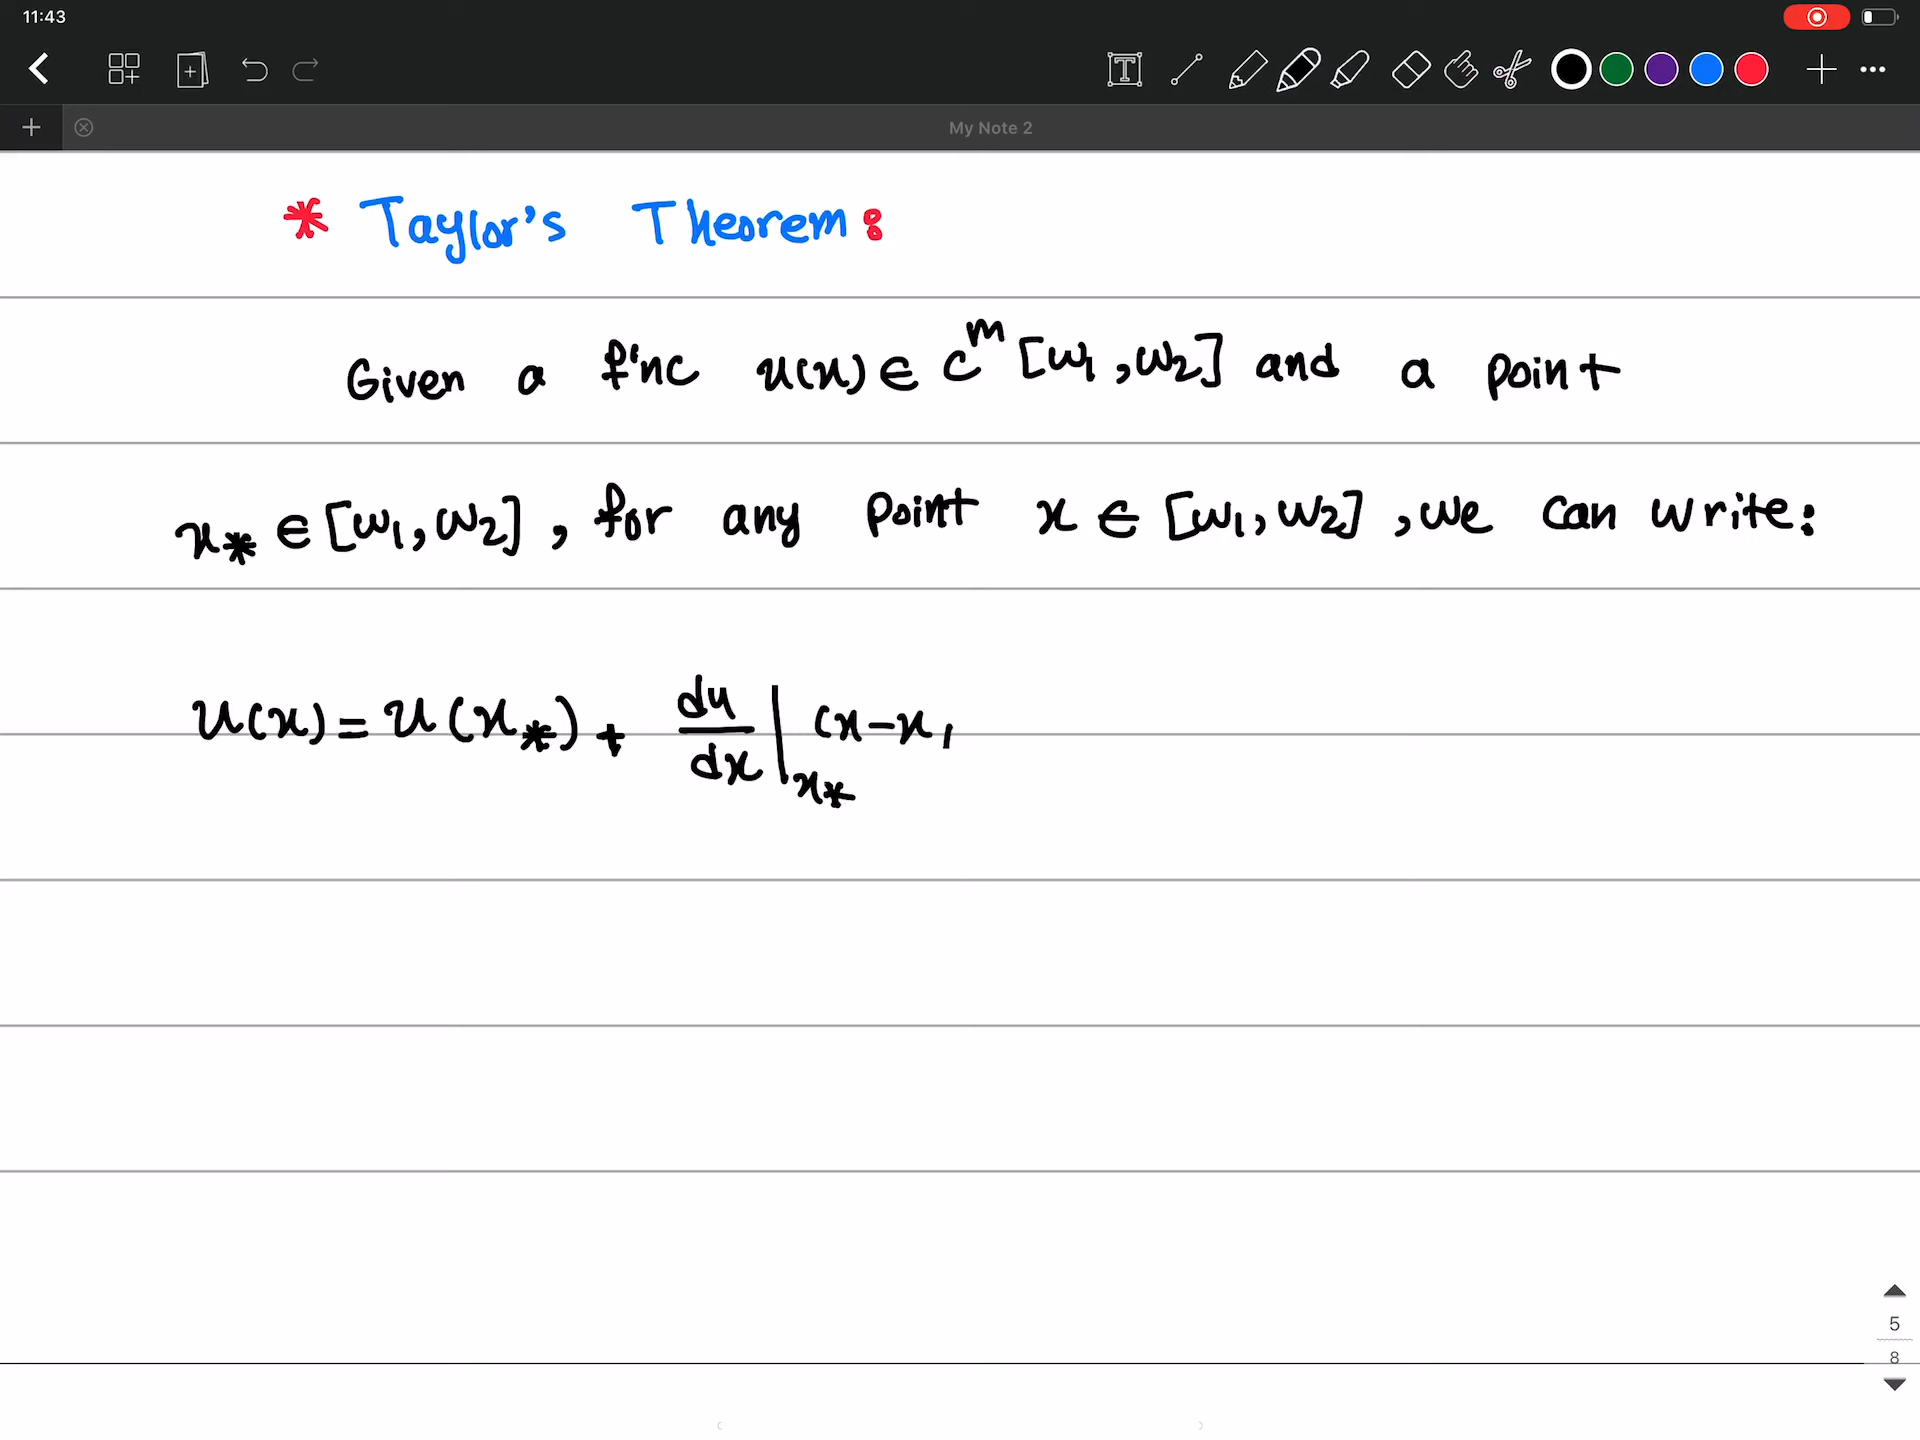 11:43
My Note 2
* Taylor's Theorem:
Given a f'nc u(x) ∈ C^m [w1, w2] and a point
x* ∈ [w1, w2], for any point x ∈ [w1, w2], we can write:
u(x) = u(x*) + du/dx |x* (x-x
5
8